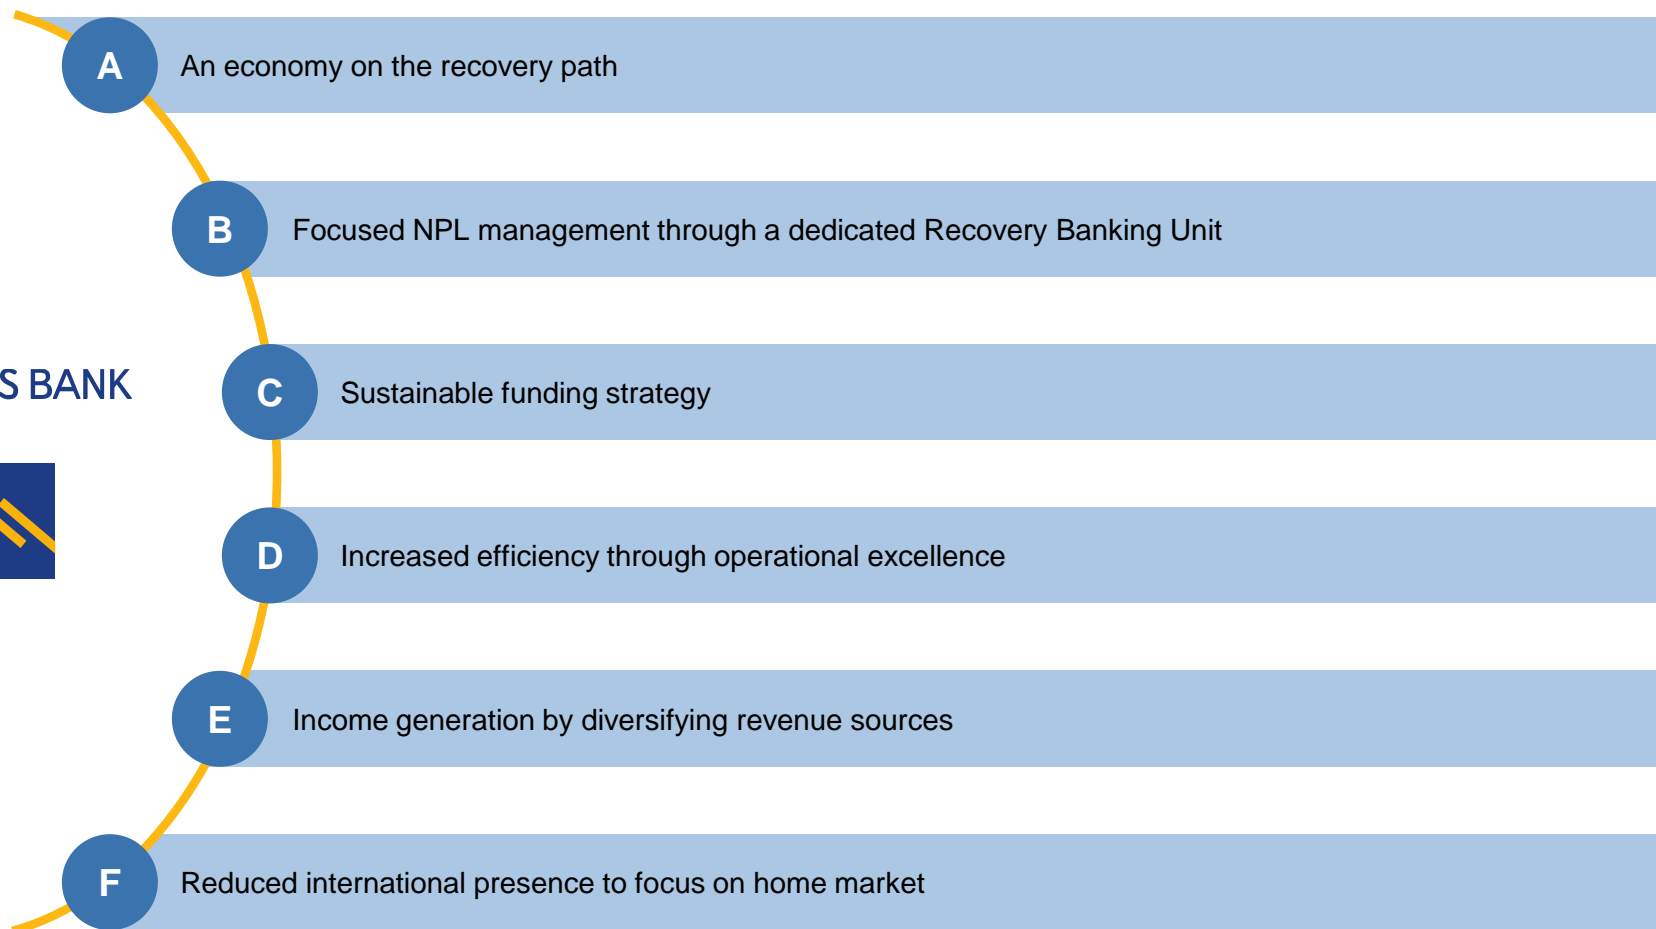 A
An economy on the recovery path
B
Focused NPL management through a dedicated Recovery Banking Unit
S BANK
C
Sustainable funding strategy
D
Increased efficiency through operational excellence
E
Income generation by diversifying revenue sources
F
Reduced international presence to focus on home market